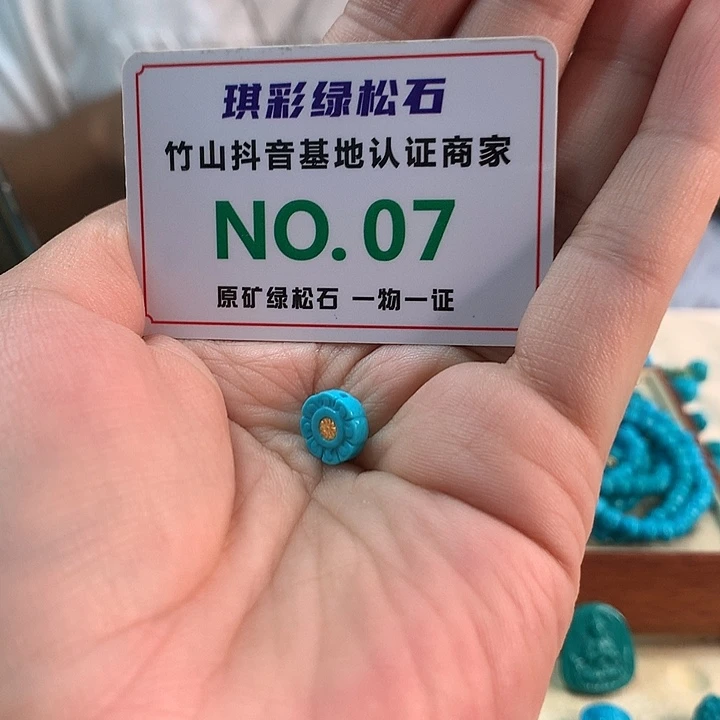 琪彩绿松石
竹山抖音基地认证商家
NO.07
原矿绿松石 一物一证